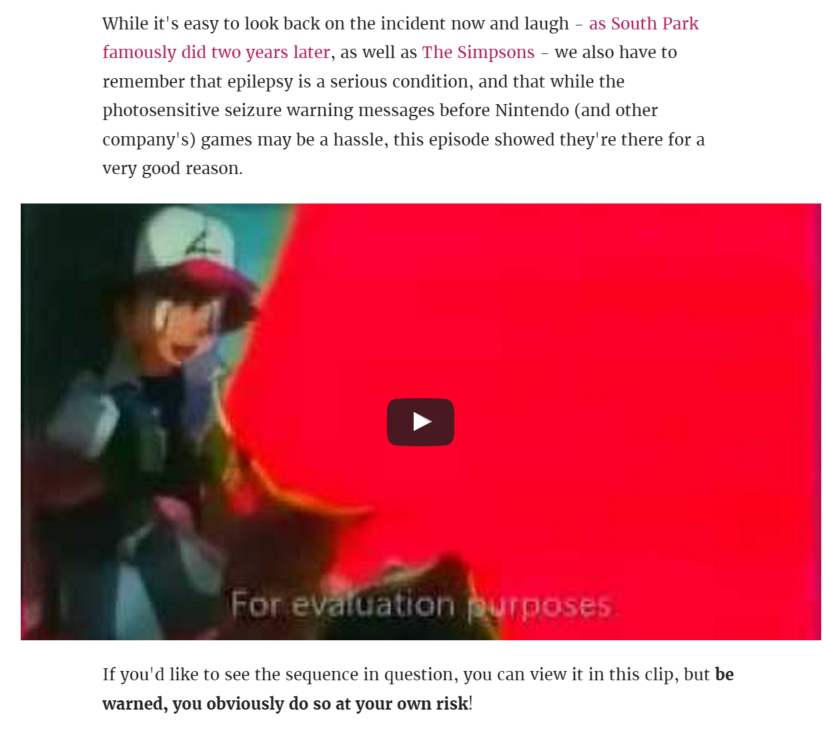 While it's easy to look back on the incident now and laugh – as South Park
famously did two years later, as well as The Simpsons – we also have to
remember that epilepsy is a serious condition, and that while the
photosensitive seizure warning messages before Nintendo (and other
company's) games may be a hassle, this episode showed they're there for a
very good reason.
For evaluation purposes
If you'd like to see the sequence in question, you can view it in this clip, but be
warned, you obviously do so at your own risk!